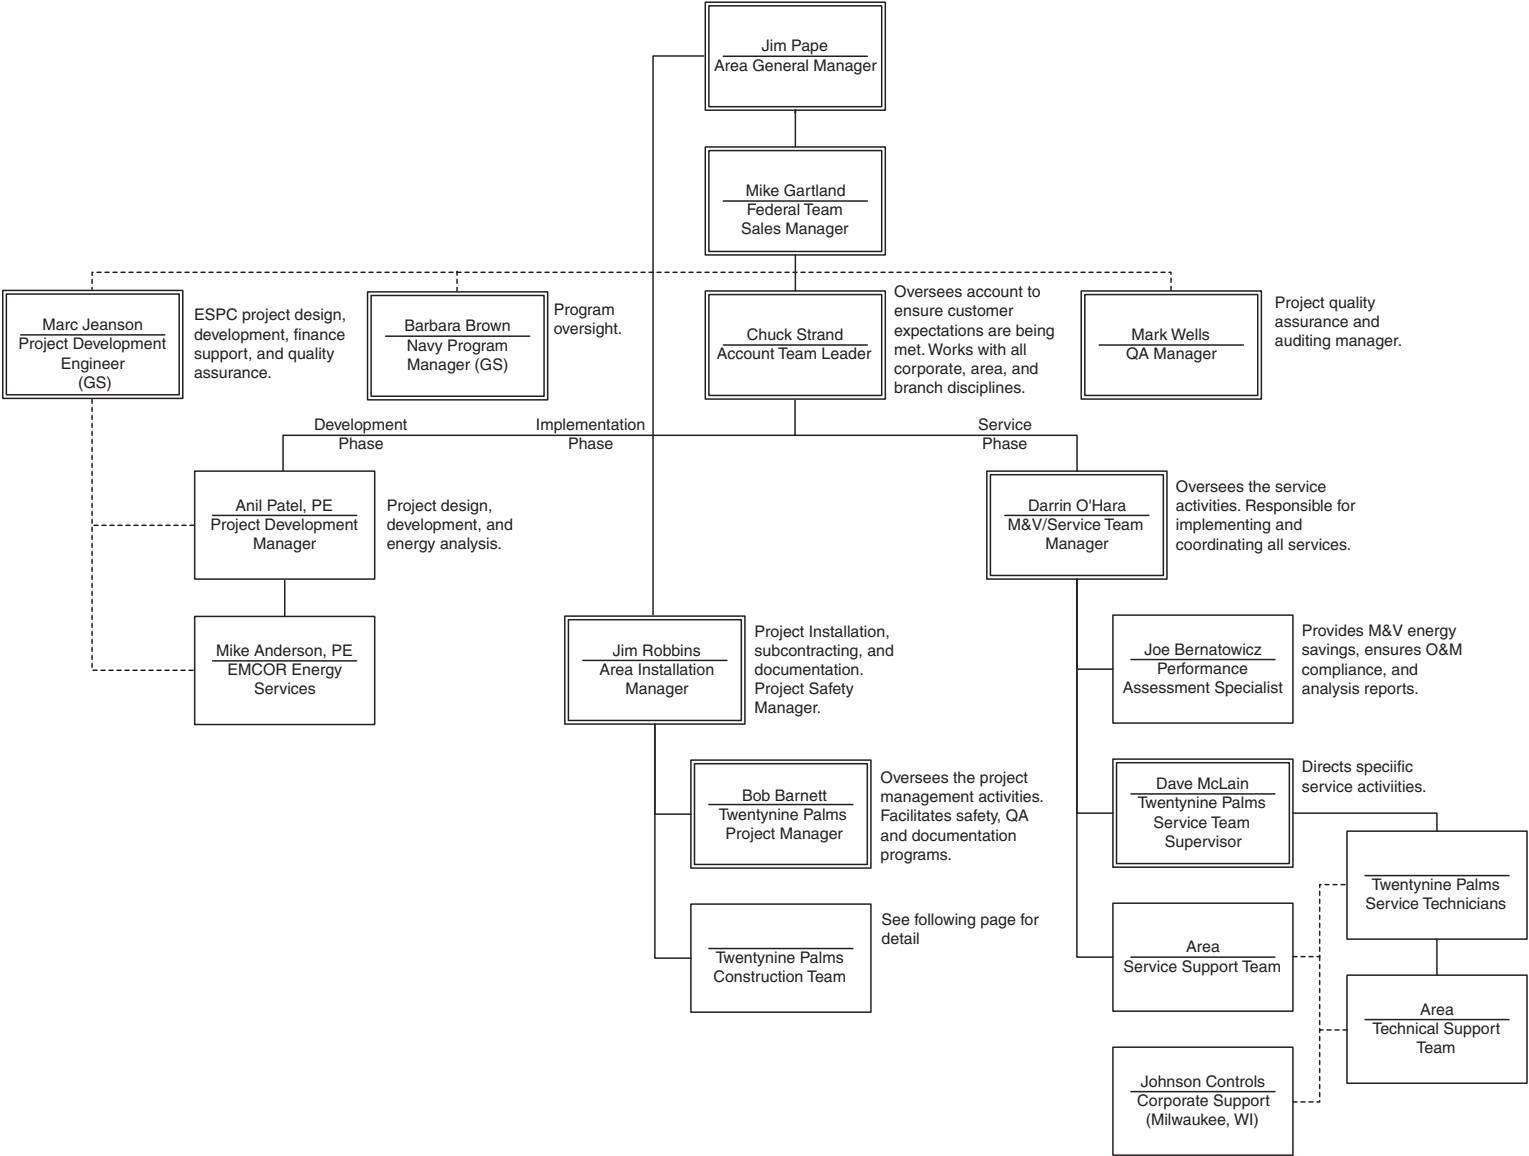 Jim Pape
Area General Manager
Mike Gartland
Federal Team
Sales Manager
Marc Jeanson
Project Development
Engineer
(GS)
ESPC project design,
development, finance
support, and quality
assurance.
Barbara Brown
Navy Program
Manager (GS)
Program
oversight.
Chuck Strand
Account Team Leader
Oversees account to
ensure customer
expectations are being
met. Works with all
corporate, area, and
branch disciplines.
Mark Wells
QA Manager
Project quality
assurance and
auditing manager.
Development
Phase
Implementation
Phase
Service
Phase
Anil Patel, PE
Project Development
Manager
Project design,
development, and
energy analysis.
Darrin O'Hara
M&V/Service Team
Manager
Oversees the service
activities. Responsible for
implementing and
coordinating all services.
Mike Anderson, PE
EMCOR Energy
Services
Jim Robbins
Area Installation
Manager
Project Installation,
subcontracting, and
documentation.
Project Safety
Manager.
Joe Bernatowicz
Performance
Assessment Specialist
Provides M&V energy
savings, ensures O&M
compliance, and
analysis reports.
Bob Barnett
Twentynine Palms
Project Manager
Oversees the project
management activities.
Facilitates safety, QA
and documentation
programs.
Dave McLain
Twentynine Palms
Service Team
Supervisor
Directs speciific
service activiities.
Twentynine Palms
Service Technicians
Twentynine Palms
Construction Team
See following page for
detail
Area
Service Support Team
Area
Technical Support
Team
Johnson Controls
Corporate Support
(Milwaukee, WI)